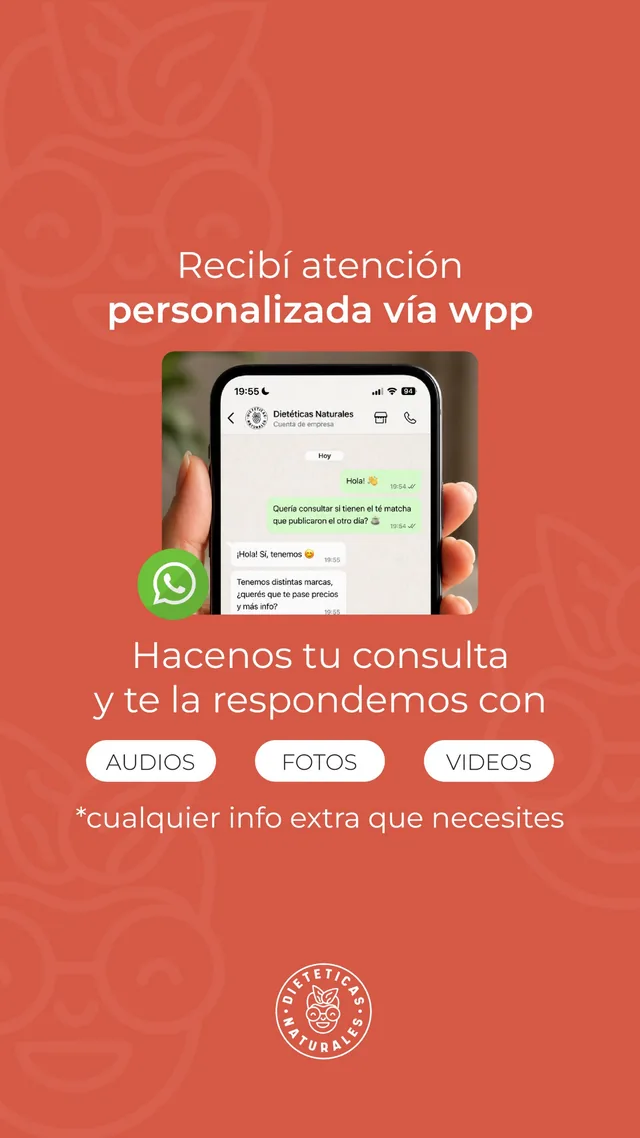 Recibí atención
personalizada vía wpp
19:55
94
Dietéticas Naturales
Cuenta de empresa
Hoy
Hola! 👋
19:54
Quería consultar si tienen el té matcha
que publicaron el otro día? 🍵
19:54
¡Hola! Sí, tenemos 😄
19:55
Tenemos distintas marcas,
¿querés que te pase precios
y más info?
19:55
Hacenos tu consulta
y te la respondemos con
AUDIOS FOTOS VIDEOS
*cualquier info extra que necesites
DIETETICAS
NATURALES